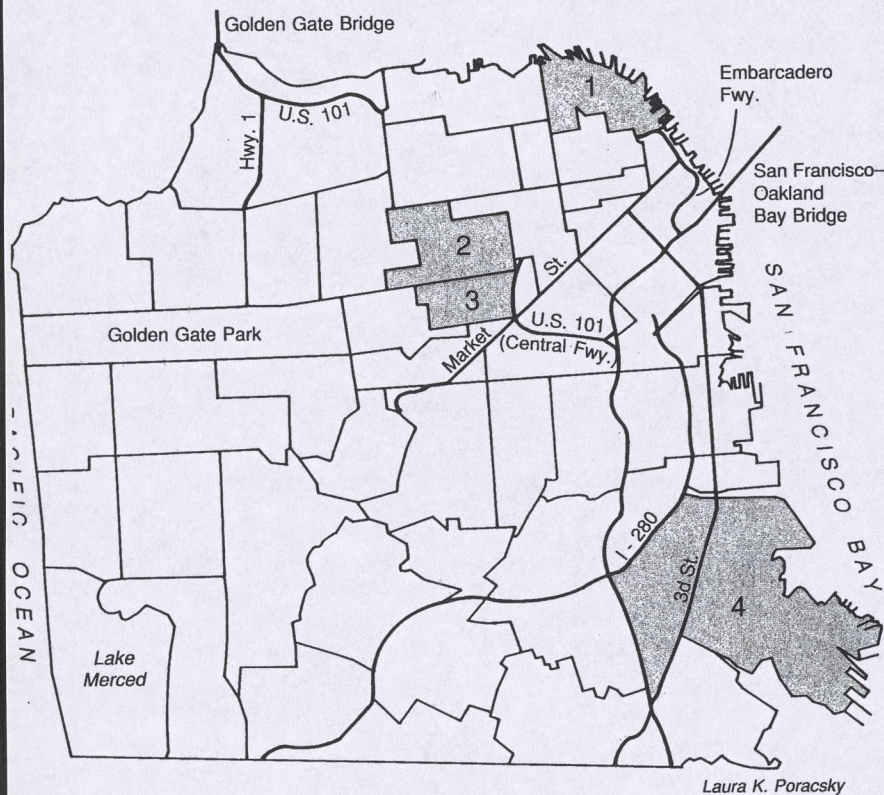 Golden Gate Bridge
Embarcadero
Fwy.
1
U.S. 101
Hwy. 1
San Francisco–
Oakland
Bay Bridge
2
St.
3
U.S. 101
(Central Fwy.)
Market
Golden Gate Park
SAN FRANCISCO BAY
ACIFIC OCEAN
I - 280
3d St.
4
Lake
Merced
Laura K. Poracsky